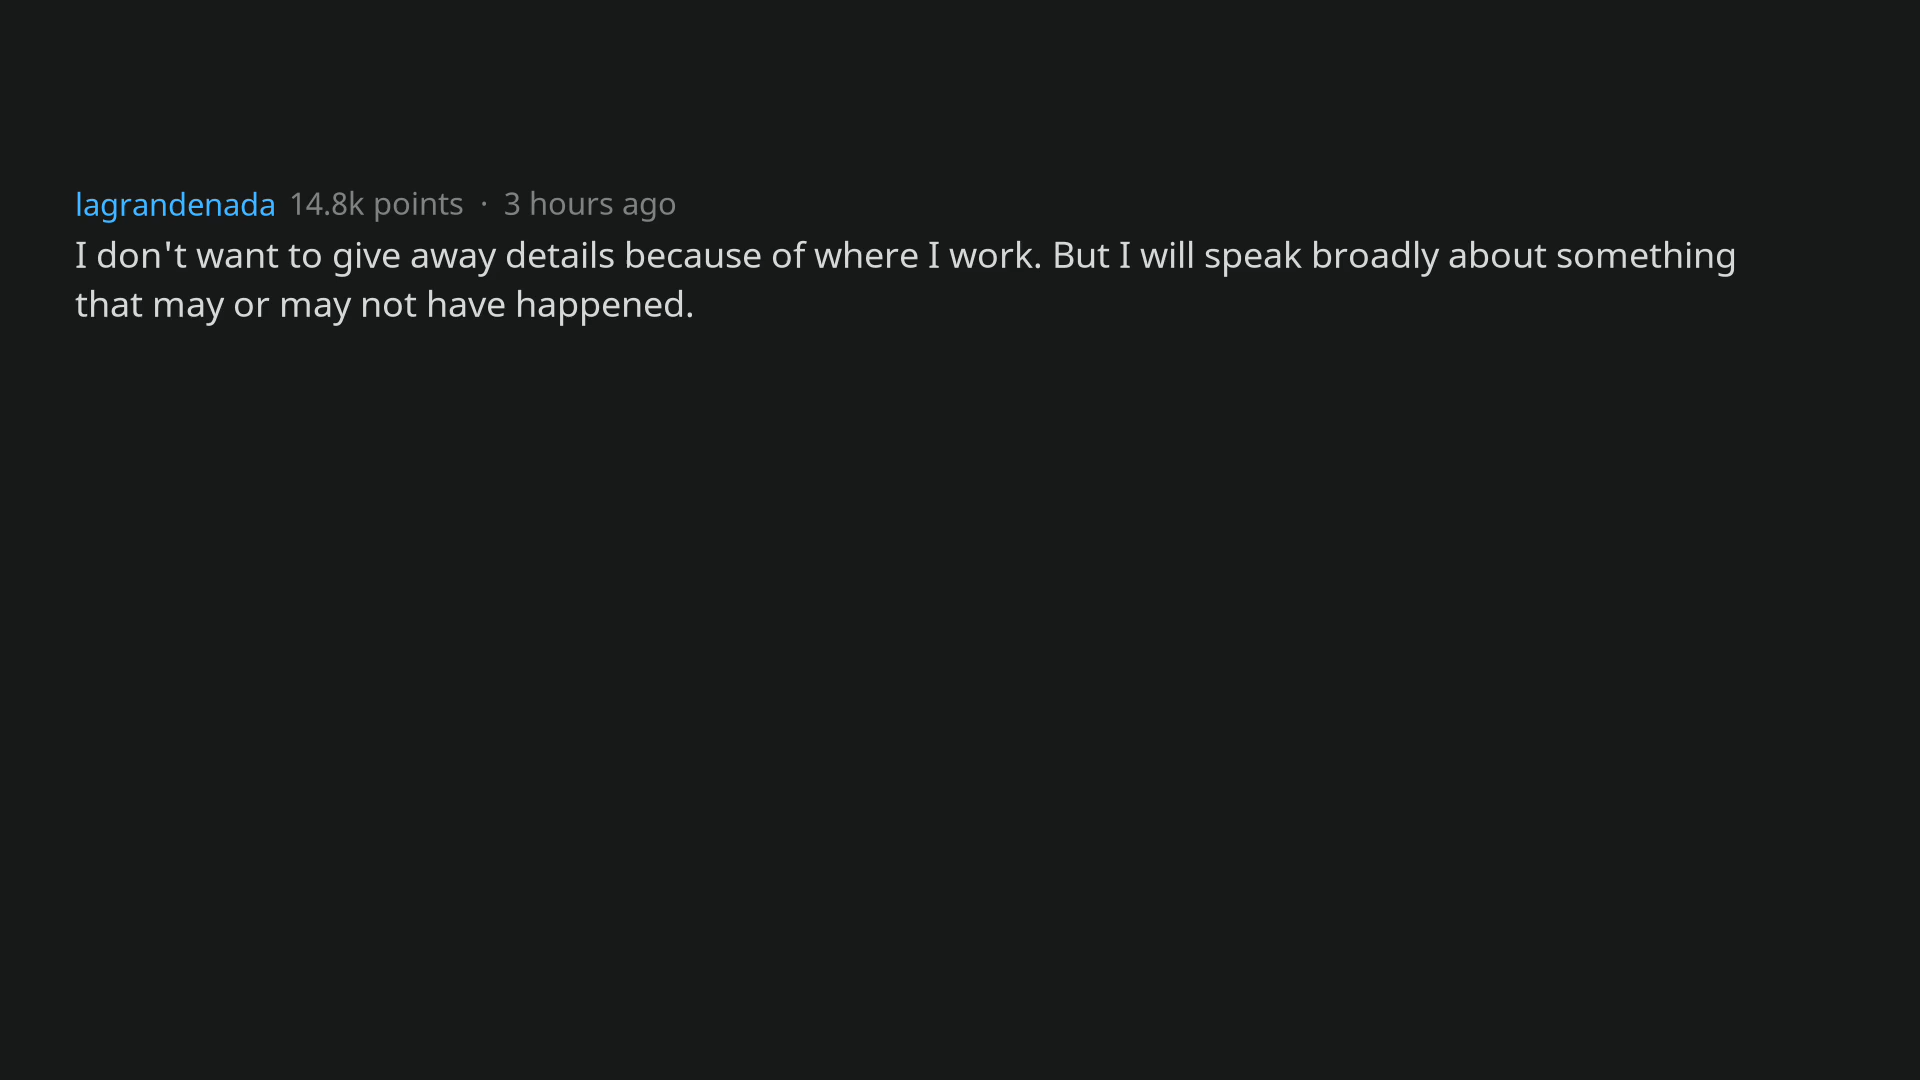 lagrandenada 14.8k points · 3 hours ago
I don't want to give away details because of where I work. But I will speak broadly about something
that may or may not have happened.